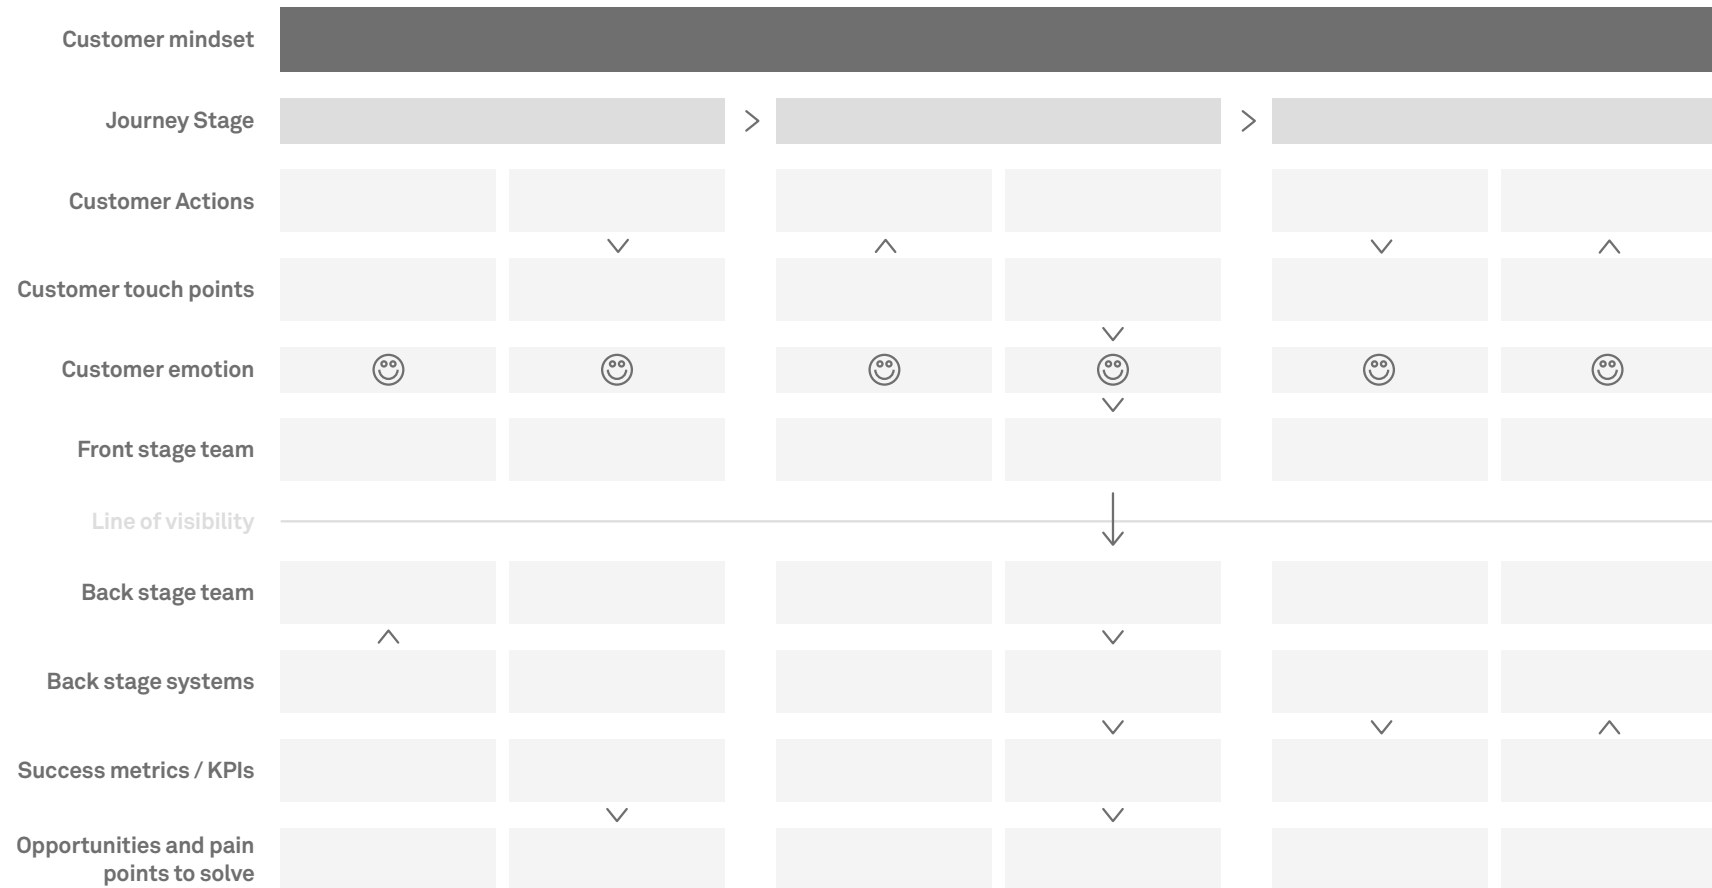 Customer mindset
Journey Stage
Customer Actions
Customer touch points
Customer emotion
Front stage team
Line of visibility
Back stage team
Back stage systems
Success metrics / KPIs
Opportunities and pain
points to solve